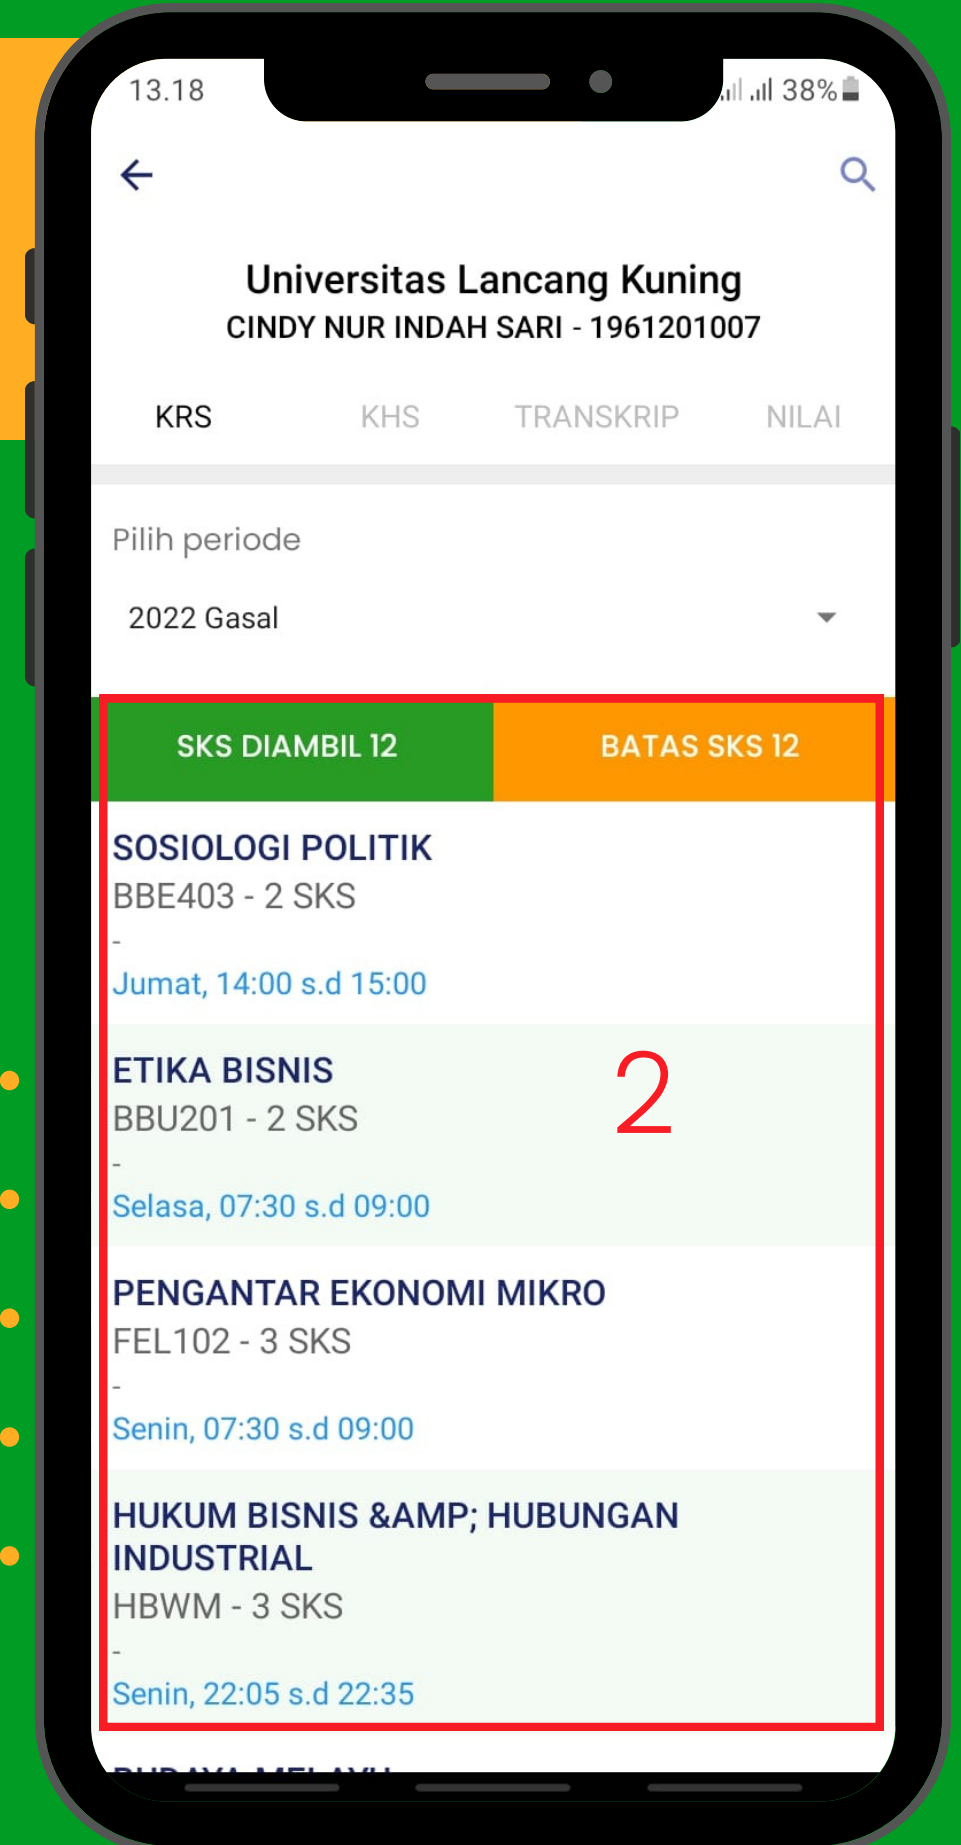 13.18
38%
Universitas Lancang Kuning
CINDY NUR INDAH SARI - 1961201007
KRS KHS TRANSKRIP NILAI
Pilih periode
2022 Gasal
SKS DIAMBIL 12 BATAS SKS 12
SOSIOLOGI POLITIK
BBE403 - 2 SKS
-
Jumat, 14:00 s.d 15:00
ETIKA BISNIS
2
BBU201 - 2 SKS
-
Selasa, 07:30 s.d 09:00
PENGANTAR EKONOMI MIKRO
FEL102 - 3 SKS
-
Senin, 07:30 s.d 09:00
HUKUM BISNIS &AMP; HUBUNGAN
INDUSTRIAL
HBWM - 3 SKS
-
Senin, 22:05 s.d 22:35
BUDAYA MELAYU